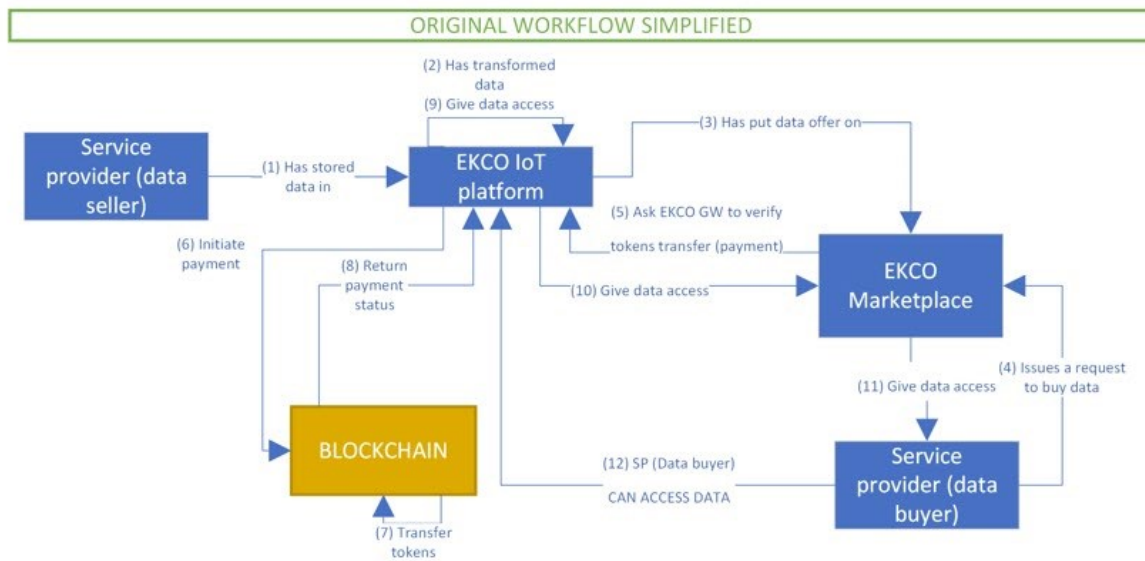 ORIGINAL WORKFLOW SIMPLIFIED
(2) Has transformed
data
(9) Give data access
(3) Has put data offer on
Service
provider (data
seller)
(1) Has stored
data in
EKCO IoT
platform
(5) Ask EKCO GW to verify
tokens transfer (payment)
(6) Initiate
payment
(8) Return
payment
status
(10) Give data access
EKCO
Marketplace
(4) Issues a request
to buy data
(11) Give data access
BLOCKCHAIN
(12) SP (Data buyer)
CAN ACCESS DATA
Service
provider (data
buyer)
(7) Transfer
tokens